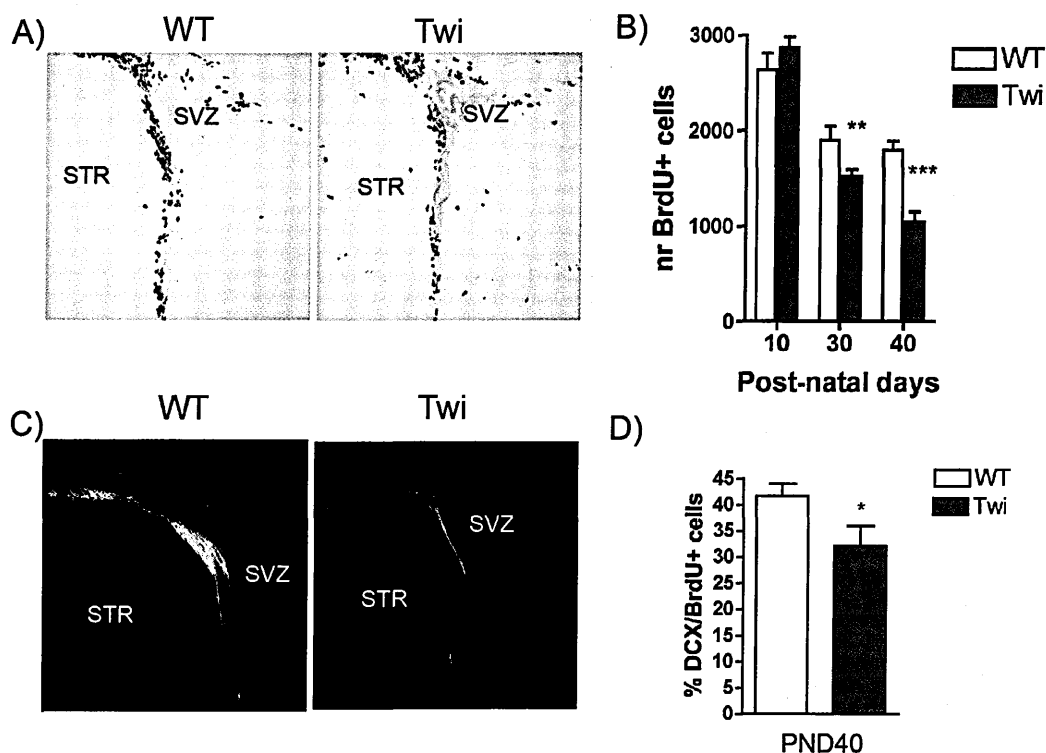 A)
WT
Twi
SVZ
STR
SVZ
STR
B)
3000
2000
1000
0
nr BrdU+ cells
**
***
10 30 40
Post-natal days
WT
Twi
C)
WT
Twi
SVZ
STR
SVZ
STR
D)
45
40
35
30
25
20
15
10
5
0
% DCX/BrdU+ cells
*
PND40
WT
Twi